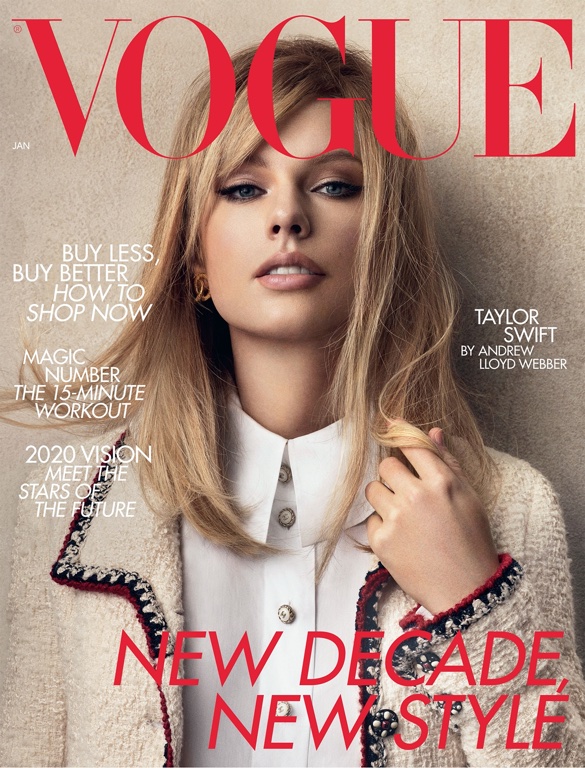 VOGUE
®
JAN
BUY LESS,
BUY BETTER
HOW TO
SHOP NOW
MAGIC
NUMBER
THE 15-MINUTE
WORKOUT
2020 VISION
MEET THE
STARS OF
THE FUTURE
TAYLOR
SWIFT
BY ANDREW
LLOYD WEBBER
NEW DECADE,
NEW STYLE